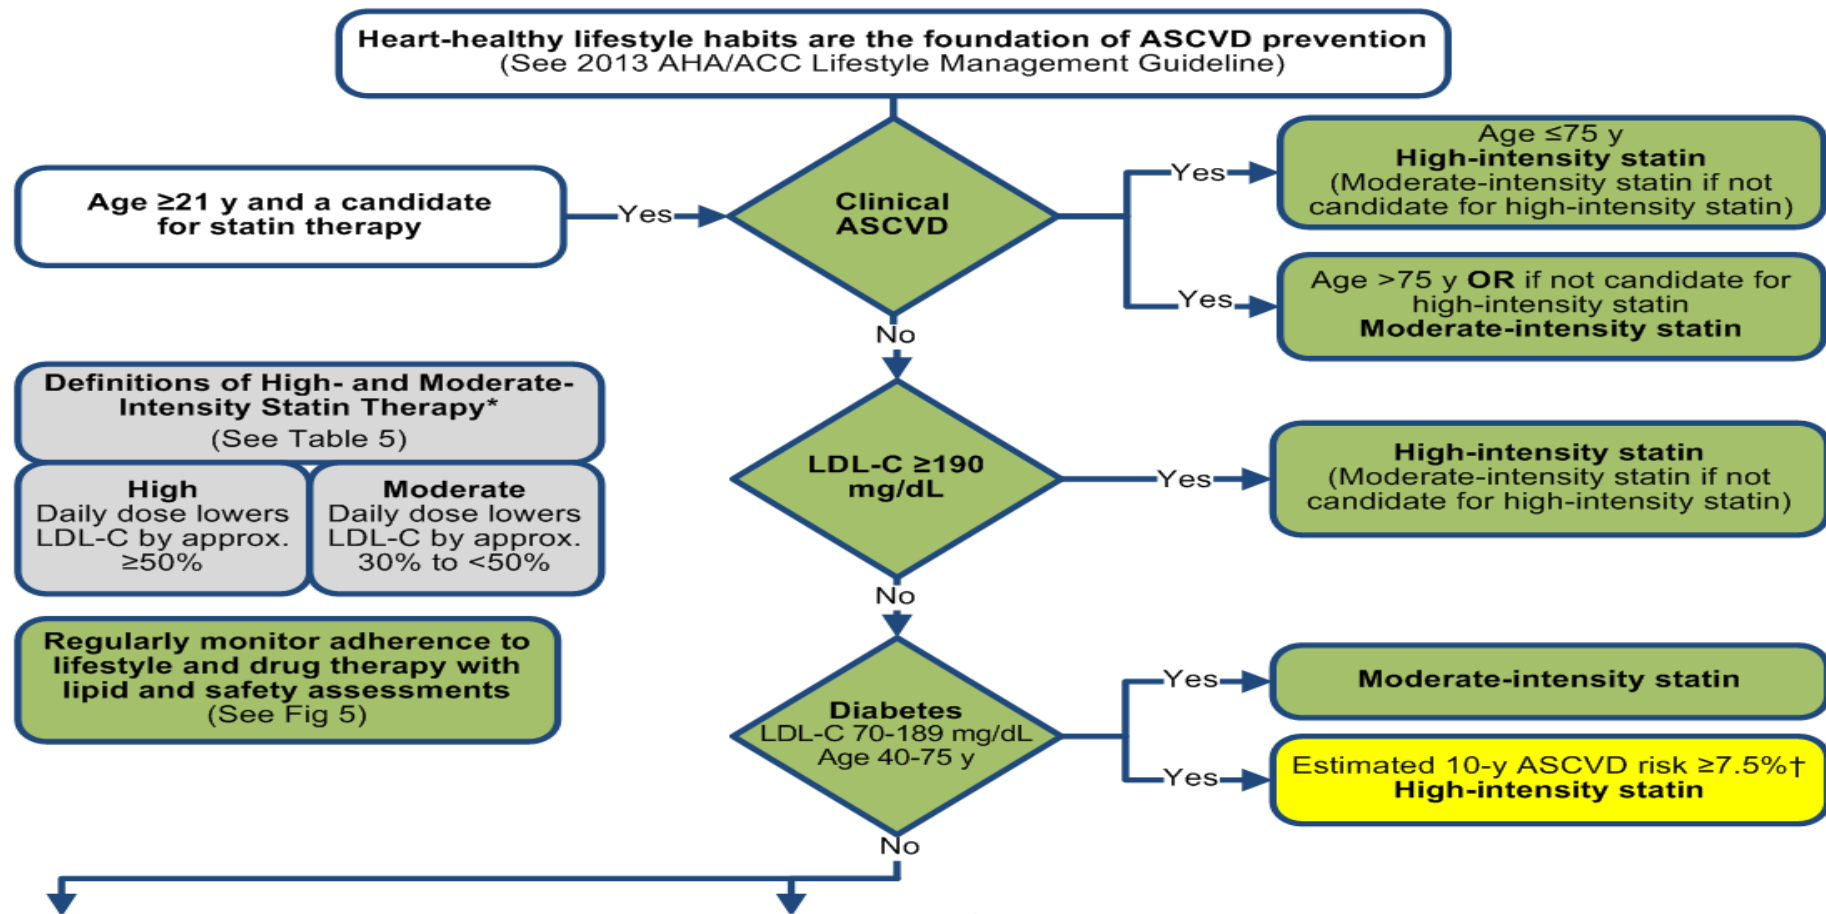 Heart-healthy lifestyle habits are the foundation of ASCVD prevention
(See 2013 AHA/ACC Lifestyle Management Guideline)
Age ≥21 y and a candidate
for statin therapy
Yes
Clinical
ASCVD
Yes
Age ≤75 y
High-intensity statin
(Moderate-intensity statin if not
candidate for high-intensity statin)
Yes
Age >75 y OR if not candidate for
high-intensity statin
Moderate-intensity statin
No
Definitions of High- and Moderate-
Intensity Statin Therapy*
(See Table 5)
High
Daily dose lowers
LDL-C by approx.
≥50%
Moderate
Daily dose lowers
LDL-C by approx.
30% to <50%
LDL-C ≥190
mg/dL
Yes
High-intensity statin
(Moderate-intensity statin if not
candidate for high-intensity statin)
No
Regularly monitor adherence to
lifestyle and drug therapy with
lipid and safety assessments
(See Fig 5)
Diabetes
LDL-C 70-189 mg/dL
Age 40-75 y
Yes
Moderate-intensity statin
Yes
Estimated 10-y ASCVD risk ≥7.5%†
High-intensity statin
No